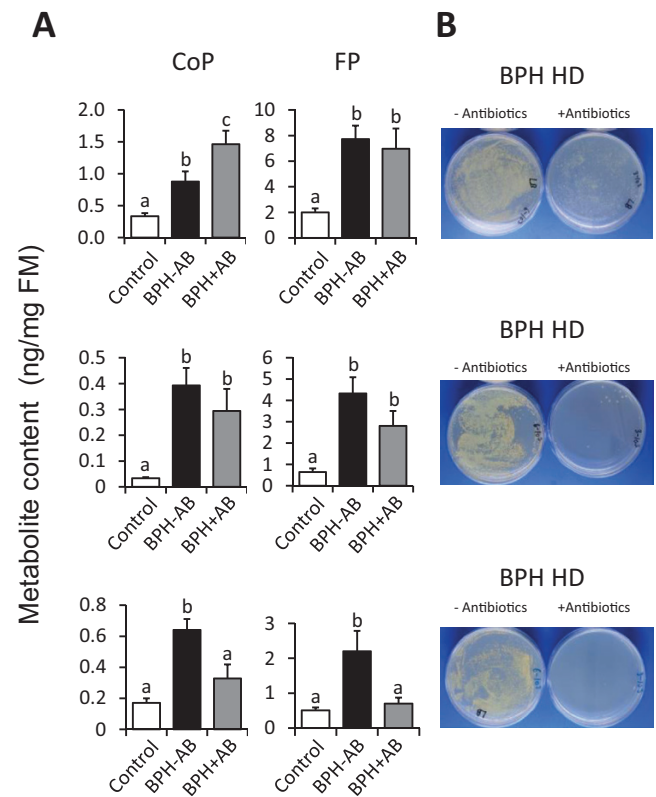 A
B
CoP
FP
BPH HD
- Antibiotics
+Antibiotics
Metabolite content (ng/mg FM)
2.0
1.5
1.0
0.5
0.0
a
b
c
Control
BPH-AB
BPH+AB
10
8
6
4
2
0
a
b
b
Control
BPH-AB
BPH+AB
LB
LB
BPH HD
- Antibiotics
+Antibiotics
0.5
0.4
0.3
0.2
0.1
0
a
b
b
Control
BPH-AB
BPH+AB
6
5
4
3
2
1
0
a
b
b
Control
BPH-AB
BPH+AB
BPH HD
- Antibiotics
+Antibiotics
0.8
0.6
0.4
0.2
0
a
b
a
Control
BPH-AB
BPH+AB
3
2
1
0
a
b
a
Control
BPH-AB
BPH+AB
LB